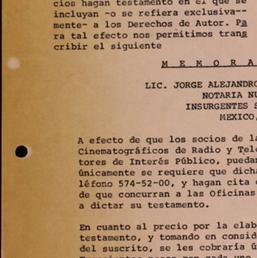 cios hagan testamento en el que se
incluyan -o se refiera exclusiva--
mente- a los Derechos de Autor. Pa
ra tal efecto nos permitimos trans
cribir el siguiente
M E M O R A
LIC. JORGE ALEJANDRO
NOTARIA NU
INSURGENTES S
MEXICO,
A efecto de que los socios de la
Cinematográficos de Radio y Tele
tores de Interés Público, puedan
únicamente se requiere que dicha
léfono 574-52-00, y hagan cita
de que concurran a las Oficinas
a dictar su testamento.
En cuanto al precio por la elab
testamento, y tomando en consid
del suscrito, se les cobraría ún